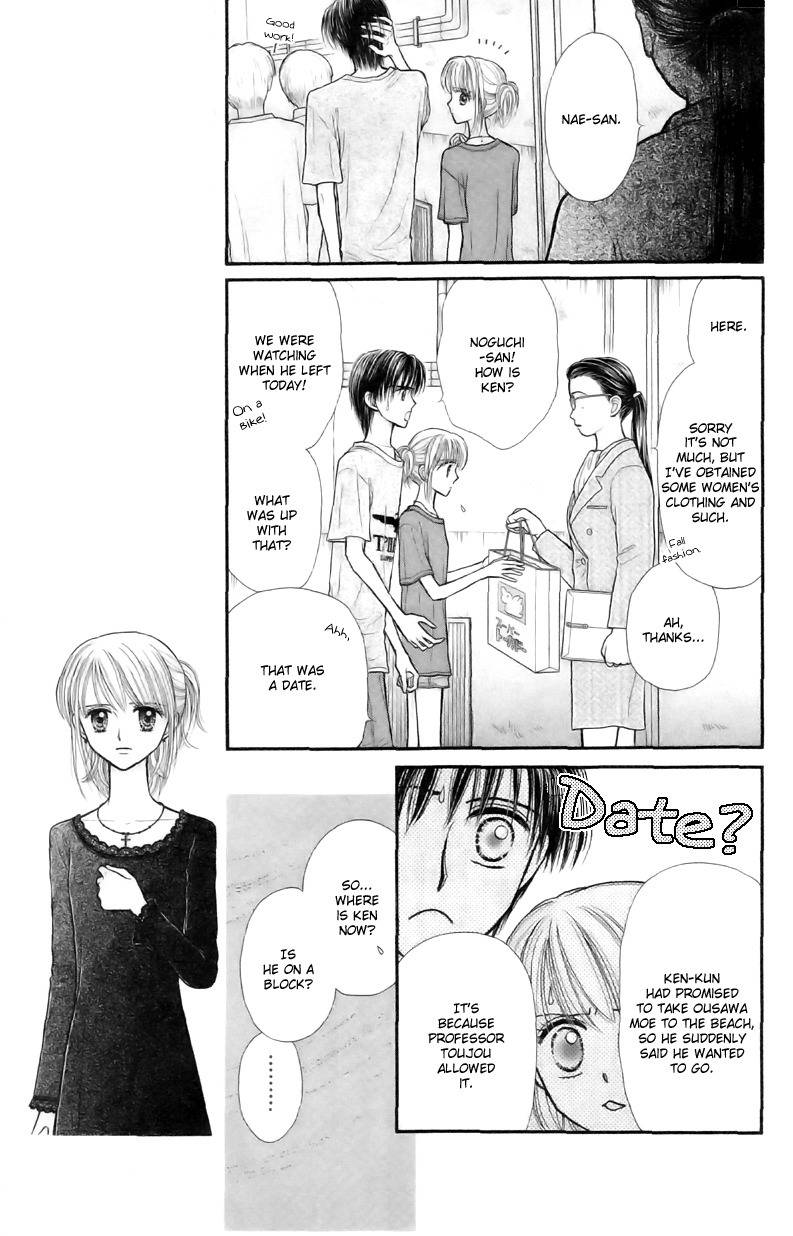 NAE-SAN.
Good
work!
HERE.
SORRY
IT'S NOT
MUCH, BUT
I'VE OBTAINED
SOME WOMEN'S
CLOTHING AND
SUCH.
Fall
fashion
AH,
THANKS...
NOGUCHI
-SAN!
HOW IS
KEN?
WE WERE
WATCHING
WHEN HE LEFT
TODAY!
On a
bike!
WHAT
WAS UP
WITH
THAT?
Ahh,
THAT WAS
A DATE.
Date?
KEN-KUN
HAD PROMISED
TO TAKE OUSAWA
MOE TO THE BEACH,
SO HE SUDDENLY
SAID HE WANTED
TO GO.
IT'S
BECAUSE
PROFESSOR
TOUJOU
ALLOWED
IT.
SO...
WHERE
IS KEN
NOW?
IS
HE ON A
BLOCK?
.........